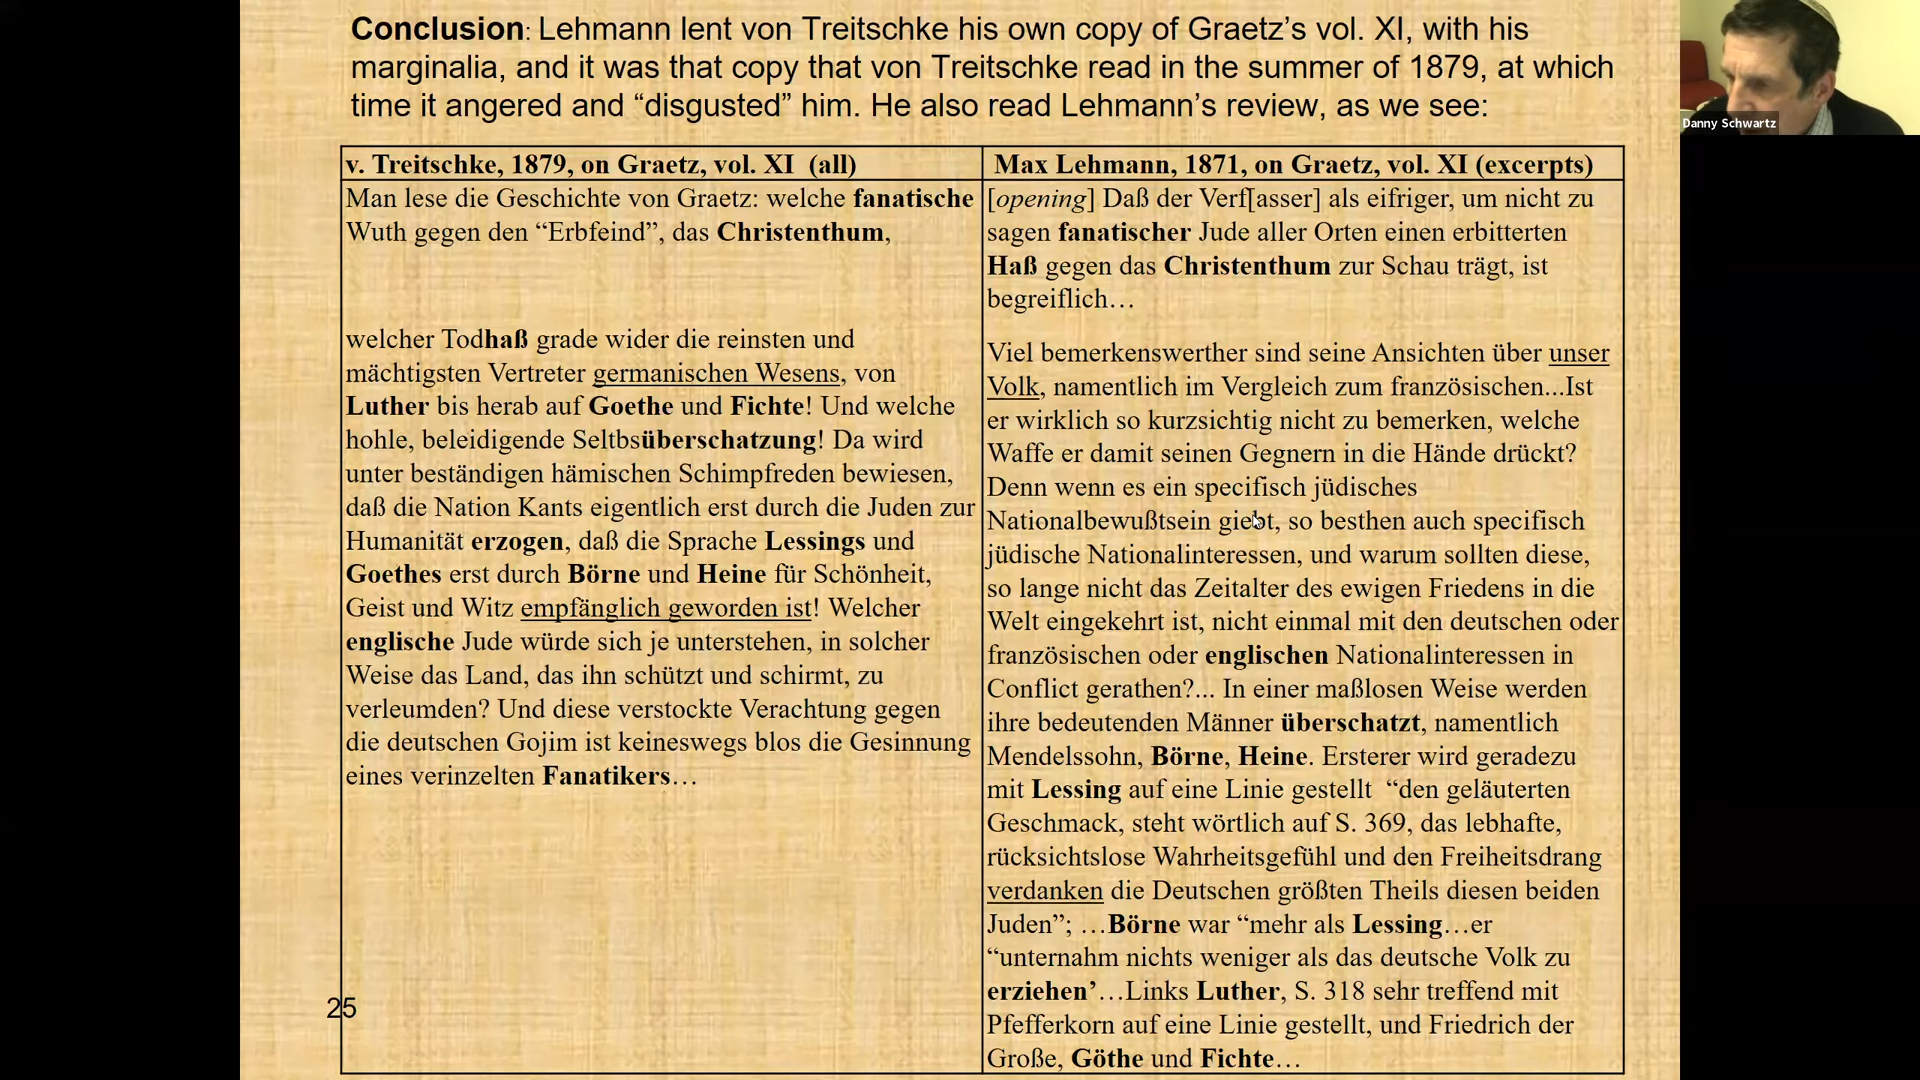 Conclusion: Lehmann lent von Treitschke his own copy of Graetz’s vol. XI, with his
marginalia, and it was that copy that von Treitschke read in the summer of 1879, at which
time it angered and “disgusted” him. He also read Lehmann’s review, as we see:
Danny Schwartz
v. Treitschke, 1879, on Graetz, vol. XI (all)
Man lese die Geschichte von Graetz: welche fanatische
Wuth gegen den “Erbfeind”, das Christenthum,
welcher Todhaß grade wider die reinsten und
mächtigsten Vertreter germanischen Wesens, von
Luther bis herab auf Goethe und Fichte! Und welche
hohle, beleidigende Seltbsüberschatzung! Da wird
unter beständigen hämischen Schimpfreden bewiesen,
daß die Nation Kants eigentlich erst durch die Juden zur
Humanität erzogen, daß die Sprache Lessings und
Goethes erst durch Börne und Heine für Schönheit,
Geist und Witz empfänglich geworden ist! Welcher
englische Jude würde sich je unterstehen, in solcher
Weise das Land, das ihn schützt und schirmt, zu
verleumden? Und diese verstockte Verachtung gegen
die deutschen Gojim ist keineswegs blos die Gesinnung
eines verinzelten Fanatikers…
Max Lehmann, 1871, on Graetz, vol. XI (excerpts)
[opening] Daß der Verf[asser] als eifriger, um nicht zu
sagen fanatischer Jude aller Orten einen erbitterten
Haß gegen das Christenthum zur Schau trägt, ist
begreiflich…
Viel bemerkenswerther sind seine Ansichten über unser
Volk, namentlich im Vergleich zum französischen...Ist
er wirklich so kurzsichtig nicht zu bemerken, welche
Waffe er damit seinen Gegnern in die Hände drückt?
Denn wenn es ein specifisch jüdisches
Nationalbewußtsein giebt, so besthen auch specifisch
jüdische Nationalinteressen, und warum sollten diese,
so lange nicht das Zeitalter des ewigen Friedens in die
Welt eingekehrt ist, nicht einmal mit den deutschen oder
französischen oder englischen Nationalinteressen in
Conflict gerathen?... In einer maßlosen Weise werden
ihre bedeutenden Männer überschatzt, namentlich
Mendelssohn, Börne, Heine. Ersterer wird geradezu
mit Lessing auf eine Linie gestellt “den geläuterten
Geschmack, steht wörtlich auf S. 369, das lebhafte,
rücksichtslose Wahrheitsgefühl und den Freiheitsdrang
verdanken die Deutschen größten Theils diesen beiden
Juden”; …Börne war “mehr als Lessing…er
“unternahm nichts weniger als das deutsche Volk zu
erziehen’…Links Luther, S. 318 sehr treffend mit
Pfefferkorn auf eine Linie gestellt, und Friedrich der
Große, Göthe und Fichte…
25